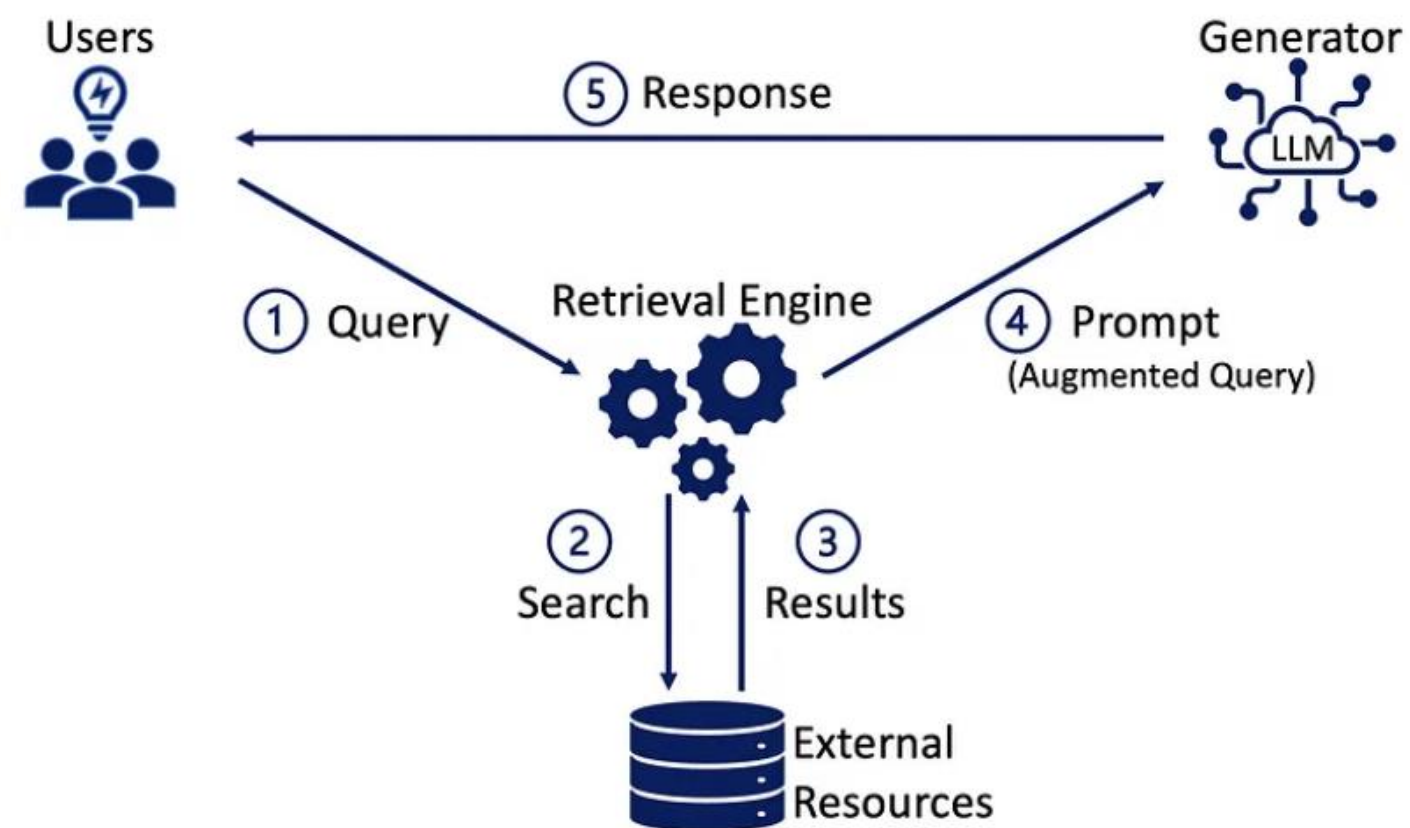 Users
Generator
LLM
5 Response
1 Query
Retrieval Engine
4 Prompt
(Augmented Query)
2
Search
3
Results
External
Resources